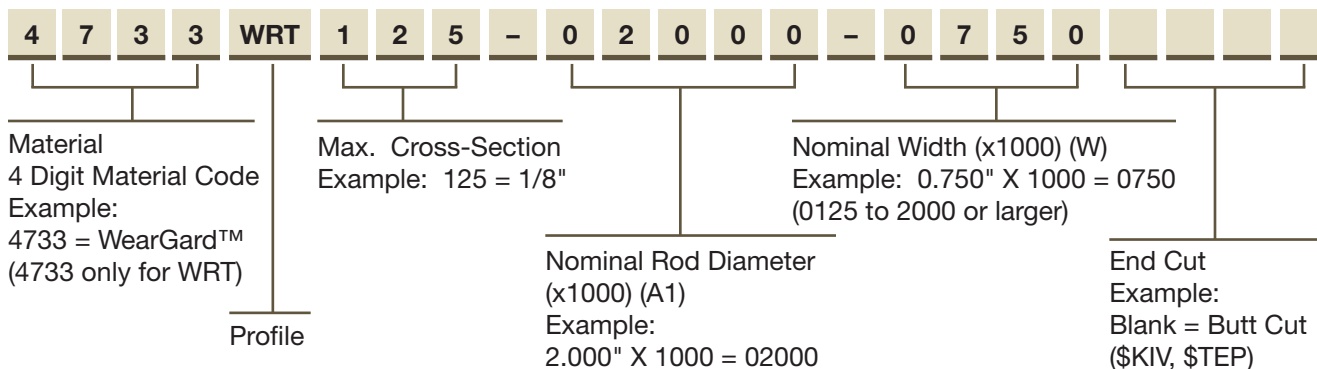 4 7 3 3 WRT 1 2 5 – 0 2 0 0 0 – 0 7 5 0
Material
4 Digit Material Code
Example:
4733 = WearGard™
(4733 only for WRT)
Profile
Max. Cross-Section
Example: 125 = 1/8"
Nominal Rod Diameter
(x1000) (A1)
Example:
2.000" X 1000 = 02000
Nominal Width (x1000) (W)
Example: 0.750" X 1000 = 0750
(0125 to 2000 or larger)
End Cut
Example:
Blank = Butt Cut
($KIV, $TEP)